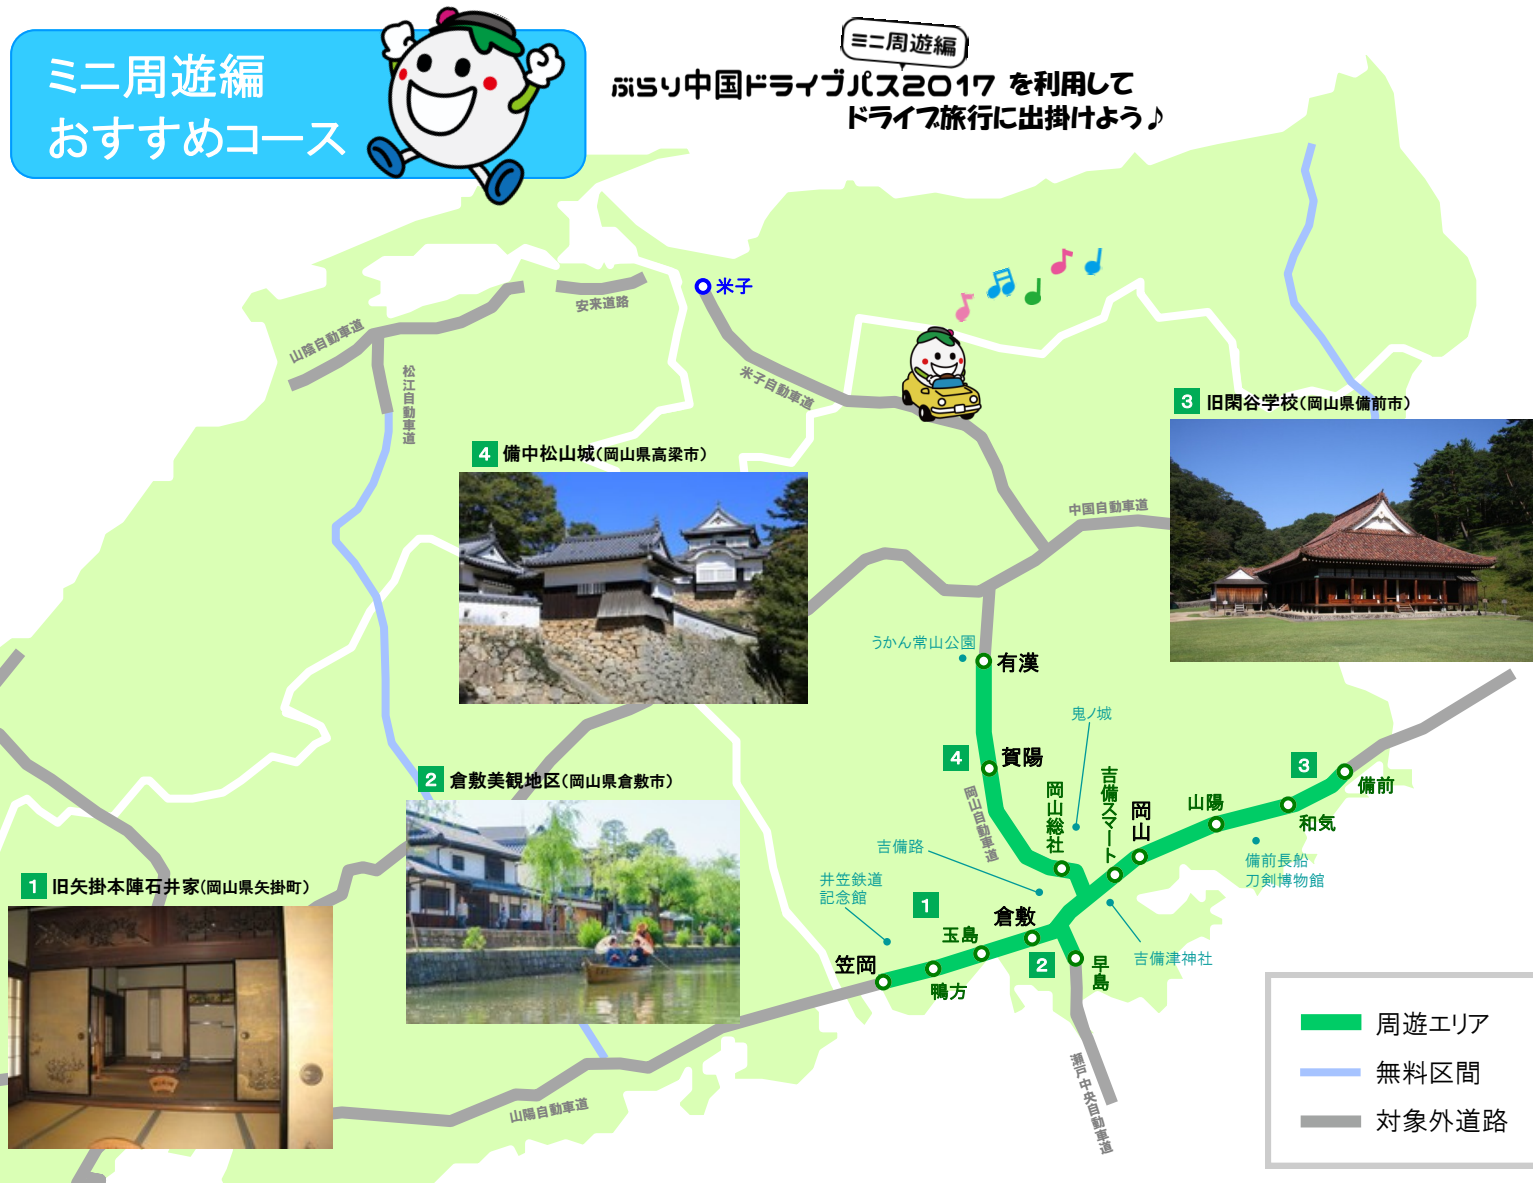 ミニ周遊編
おすすめコース
ミニ周遊編
ぶらり中国ドライブパス2017 を利用して
ドライブ旅行に出掛けよう♪
米子
安来道路
山陰自動車道
松江自動車道
米子自動車道
3 旧閑谷学校(岡山県備前市)
4 備中松山城(岡山県高梁市)
中国自動車道
うかん常山公園
有漢
鬼ノ城
4
賀陽
岡山自動車道
岡山総社
吉備スマート
岡山
山陽
3
備前
和気
備前長船
刀剣博物館
2 倉敷美観地区(岡山県倉敷市)
吉備路
井笠鉄道
記念館
1
倉敷
玉島
2
早島
吉備津神社
笠岡
鴨方
1 旧矢掛本陣石井家(岡山県矢掛町)
瀬戸中央自動車道
山陽自動車道
周遊エリア
無料区間
対象外道路